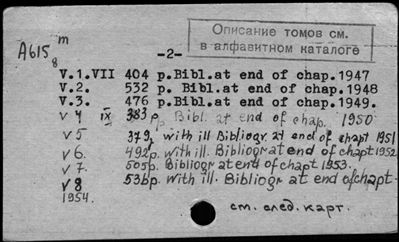 Описание томов см.
в алфавитном каталоге
A615 m
8
-2-
V.1.VII 404 p.Bibl.at end of chap.1947
V.2. 532 p. Bibl.at end of chap.1948
V.3. 476 p.Bibl.at end of chap.1949.
v 4 IX 383 p. Bibl. at end of chap. 1950
v 5 379, with ill Bibliogr at end of chapt 1951
v 6. 492p. with ill. Bibliogr at end of chapt 1952
v 7. 505p. Bibliogr at end of chapt 1953.
v 8 536p. with ill. Bibliogr at end of chapt
1954.
см. след. карт.